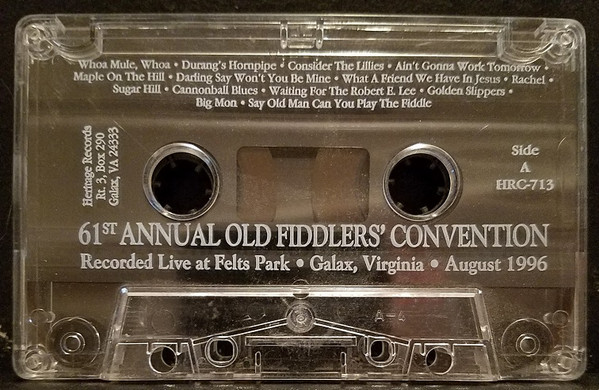 Whoa Mule, Whoa • Durang's Hornpipe • Consider The Lillies • Ain't Gonna Work Tomorrow •
Maple On The Hill • Darling Say Won't You Be Mine • What A Friend We Have In Jesus • Rachel •
Sugar Hill • Cannonball Blues • Waiting For The Robert E. Lee • Golden Slippers •
Big Mon • Say Old Man Can You Play The Fiddle
Heritage Records
Rt. 3, Box 290
Galax, VA 24333
Side
A
HRC-713
61ST ANNUAL OLD FIDDLERS' CONVENTION
Recorded Live at Felts Park • Galax, Virginia • August 1996
A-4